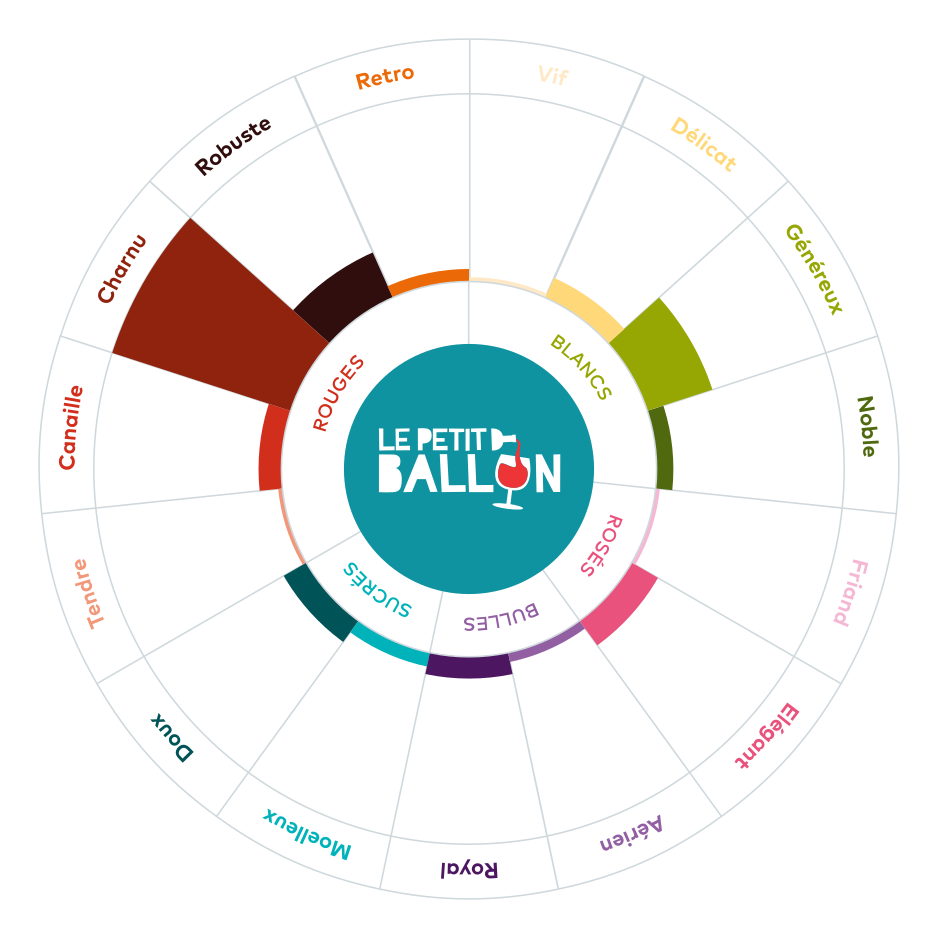 Retro
Vif
Délicat
Généreux
Noble
Friand
Elégant
Aérien
Royal
Moelleux
Doux
Tendre
Canaille
Charnu
Robuste
ROUGES
BLANCS
ROSÉS
BULLES
SUCRÉS
LE PETIT
BALLON